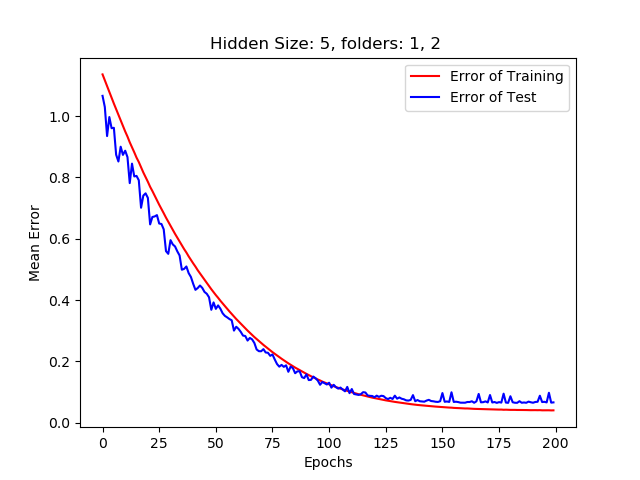 Hidden Size: 5, folders: 1, 2
Error of Training
Error of Test
Mean Error
1.0
0.8
0.6
0.4
0.2
0.0
0 25 50 75 100 125 150 175 200
Epochs